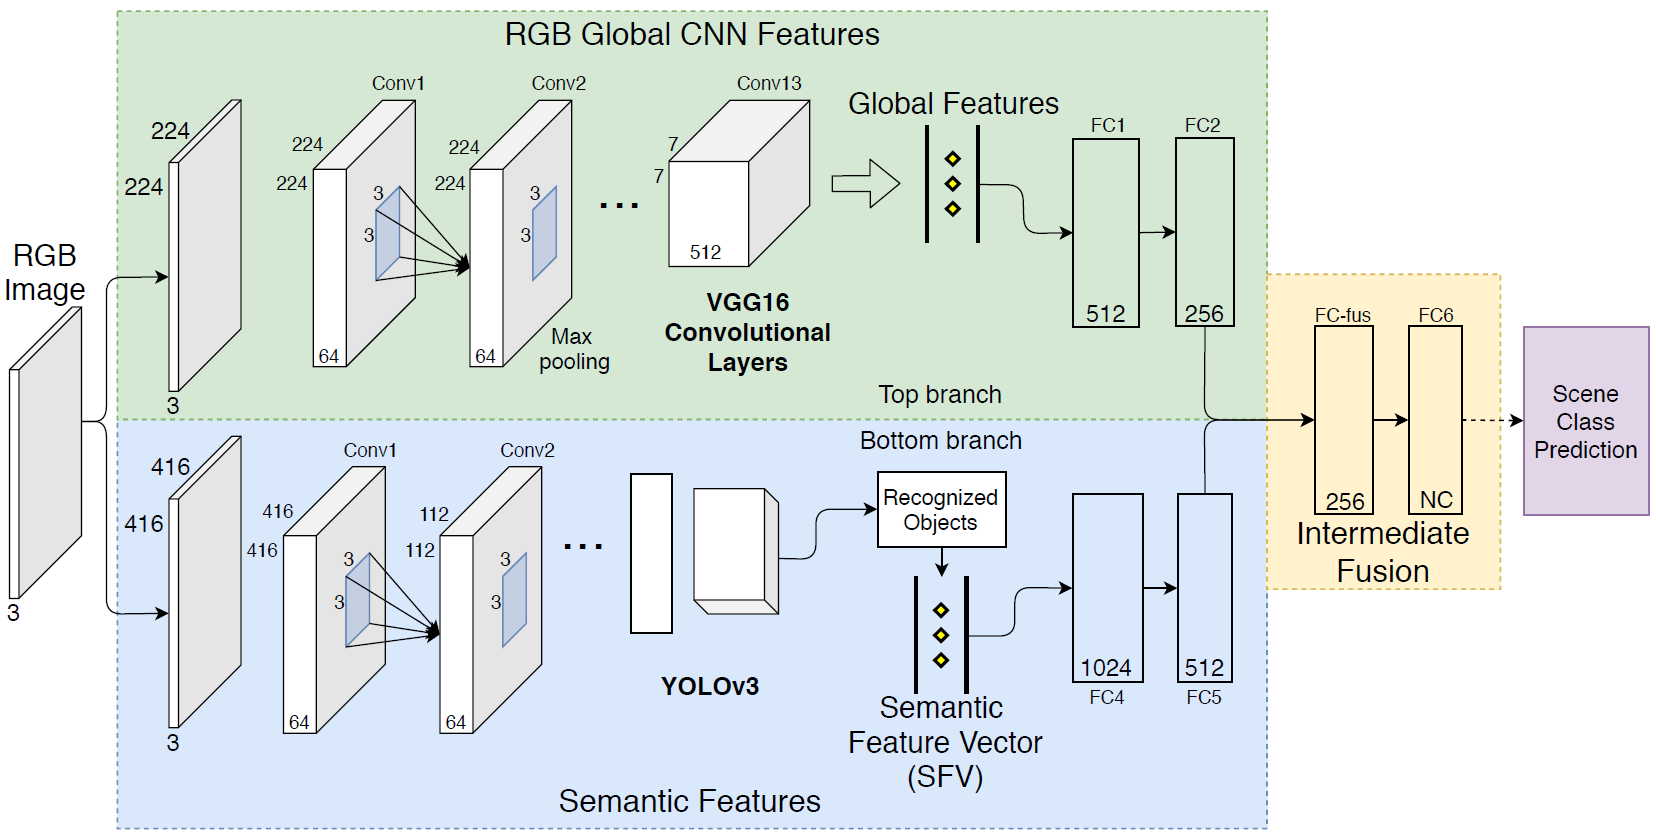 RGB Global CNN Features
Conv1
Conv2
Conv13
Global Features
FC1
FC2
224
224
3
224
224
3
3
64
224
224
3
3
64
...
7
7
512
Max
pooling
VGG16
Convolutional
Layers
512
256
Top branch
RGB
Image
3
Bottom branch
416
416
3
Conv1
416
416
3
3
64
Conv2
112
112
3
3
64
...
YOLOv3
Recognized
Objects
Semantic
Feature Vector
(SFV)
1024
FC4
512
FC5
Semantic Features
FC-fus
256
FC6
NC
Intermediate
Fusion
Scene
Class
Prediction